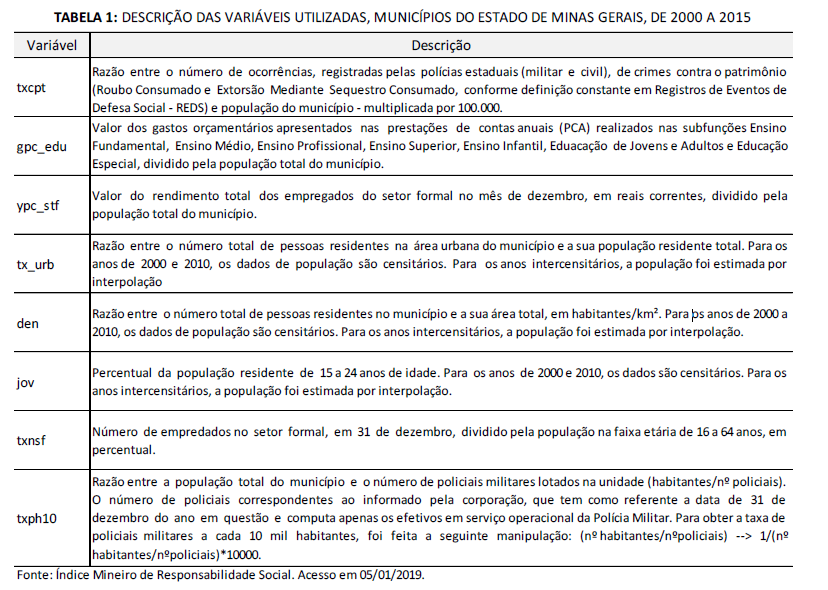 TABELA 1: DESCRIÇÃO DAS VARIÁVEIS UTILIZADAS, MUNICÍPIOS DO ESTADO DE MINAS GERAIS, DE 2000 A 2015
Variável Descrição
txcpt
Razão entre o número de ocorrências, registradas pelas polícias estaduais (militar e civil), de crimes contra o patrimônio
(Roubo Consumado e Extorsão Mediante Sequestro Consumado, conforme definição constante em Registros de Eventos de
Defesa Social - REDS) e população do município - multiplicada por 100.000.
gpc_edu
Valor dos gastos orçamentários apresentados nas prestações de contas anuais (PCA) realizados nas subfunções Ensino
Fundamental, Ensino Médio, Ensino Profissional, Ensino Superior, Ensino Infantil, Eduacação de Jovens e Adultos e Educação
Especial, dividido pela população total do município.
ypc_stf
Valor do rendimento total dos empregados do setor formal no mês de dezembro, em reais correntes, dividido pela
população total do município.
tx_urb
Razão entre o número total de pessoas residentes na área urbana do município e a sua população residente total. Para os
anos de 2000 e 2010, os dados de população são censitários. Para os anos intercensitários, a população foi estimada por
interpolação
den
Razão entre o número total de pessoas residentes no município e a sua área total, em habitantes/km². Para os anos de 2000 a
2010, os dados de população são censitários. Para os anos intercensitários, a população foi estimada por interpolação.
jov
Percentual da população residente de 15 a 24 anos de idade. Para os anos de 2000 e 2010, os dados são censitários. Para os
anos intercensitários, a população foi estimada por interpolação.
txnsf
Número de empredados no setor formal, em 31 de dezembro, dividido pela população na faixa etária de 16 a 64 anos, em
percentual.
txph10
Razão entre a população total do município e o número de policiais militares lotados na unidade (habitantes/nº policiais).
O número de policiais correspondentes ao informado pela corporação, que tem como referente a data de 31 de
dezembro do ano em questão e computa apenas os efetivos em serviço operacional da Polícia Militar. Para obter a taxa de
policiais militares a cada 10 mil habitantes, foi feita a seguinte manipulação: (nº habitantes/nºpoliciais) --> 1/(nº
habitantes/nºpoliciais)*10000.
Fonte: Índice Mineiro de Responsabilidade Social. Acesso em 05/01/2019.